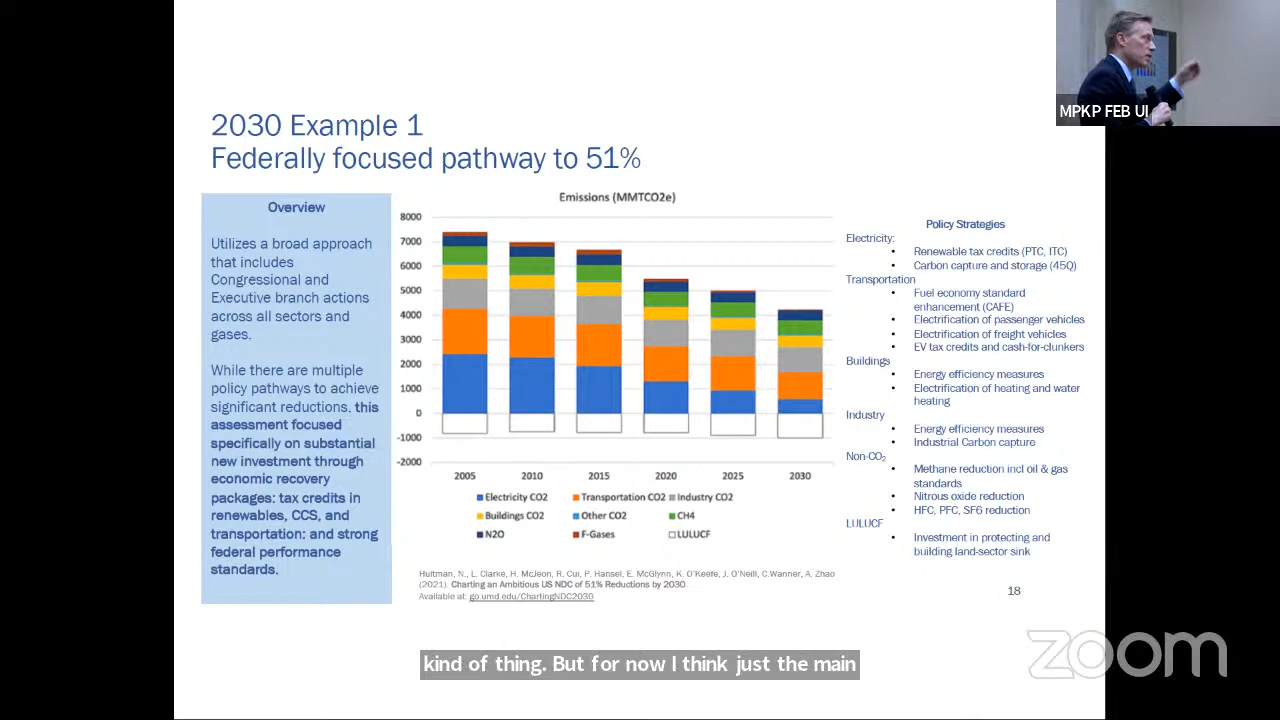 MPKP FEB UI
2030 Example 1
Federally focused pathway to 51%
Overview
Utilizes a broad approach
that includes
Congressional and
Executive branch actions
across all sectors and
gases.
While there are multiple
policy pathways to achieve
significant reductions, this
assessment focused
specifically on substantial
new investment through
economic recovery
packages: tax credits in
renewables, CCS, and
transportation: and strong
federal performance
standards.
Emissions (MMTCO2e)
8000
7000
6000
5000
4000
3000
2000
1000
0
-1000
-2000
2005 2010 2015 2020 2025 2030
Electricity CO2 Transportation CO2 Industry CO2
Buildings CO2 Other CO2 CH4
N2O F-Gases LULUCF
Policy Strategies
Electricity:
• Renewable tax credits (PTC, ITC)
• Carbon capture and storage (45Q)
Transportation
• Fuel economy standard
enhancement (CAFE)
• Electrification of passenger vehicles
• Electrification of freight vehicles
• EV tax credits and cash-for-clunkers
Buildings
• Energy efficiency measures
• Electrification of heating and water
heating
Industry
• Energy efficiency measures
• Industrial Carbon capture
Non-CO2
• Methane reduction incl oil & gas
standards
• Nitrous oxide reduction
• HFC, PFC, SF6 reduction
LULUCF
• Investment in protecting and
building land-sector sink
Hultman, N., L. Clarke, H. McJeon, R. Cui, P. Hansel, E. McGlynn, K. O'Keefe, J. O'Neill, C.Wanner, A. Zhao
(2021). Charting an Ambitious US NDC of 51% Reductions by 2030.
Available at: go.umd.edu/ChartingNDC2030
18
zoom
kind of thing. But for now I think just the main